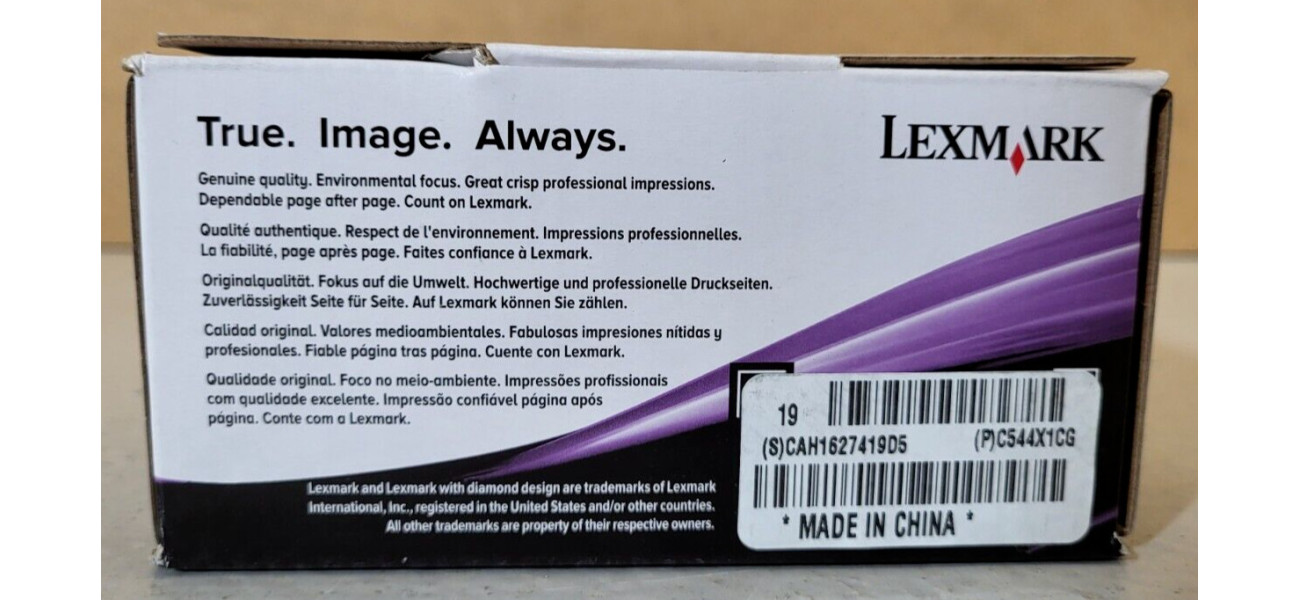 True. Image. Always.
LEXMARK
Genuine quality. Environmental focus. Great crisp professional impressions.
Dependable page after page. Count on Lexmark.
Qualité authentique. Respect de l'environnement. Impressions professionnelles.
La fiabilité, page après page. Faites confiance à Lexmark.
Originalqualität. Fokus auf die Umwelt. Hochwertige und professionelle Druckseiten.
Zuverlässigkeit Seite für Seite. Auf Lexmark können Sie zählen.
Calidad original. Valores medioambientales. Fabulosas impresiones nítidas y
profesionales. Fiable página tras página. Cuente con Lexmark.
Qualidade original. Foco no meio-ambiente. Impressões profissionais
com qualidade excelente. Impressão confiável página após
página. Conte com a Lexmark.
Lexmark and Lexmark with diamond design are trademarks of Lexmark
International, Inc., registered in the United States and/or other countries.
All other trademarks are property of their respective owners.
19
(S)CAH1627419D5 (P)C544X1CG
* MADE IN CHINA *